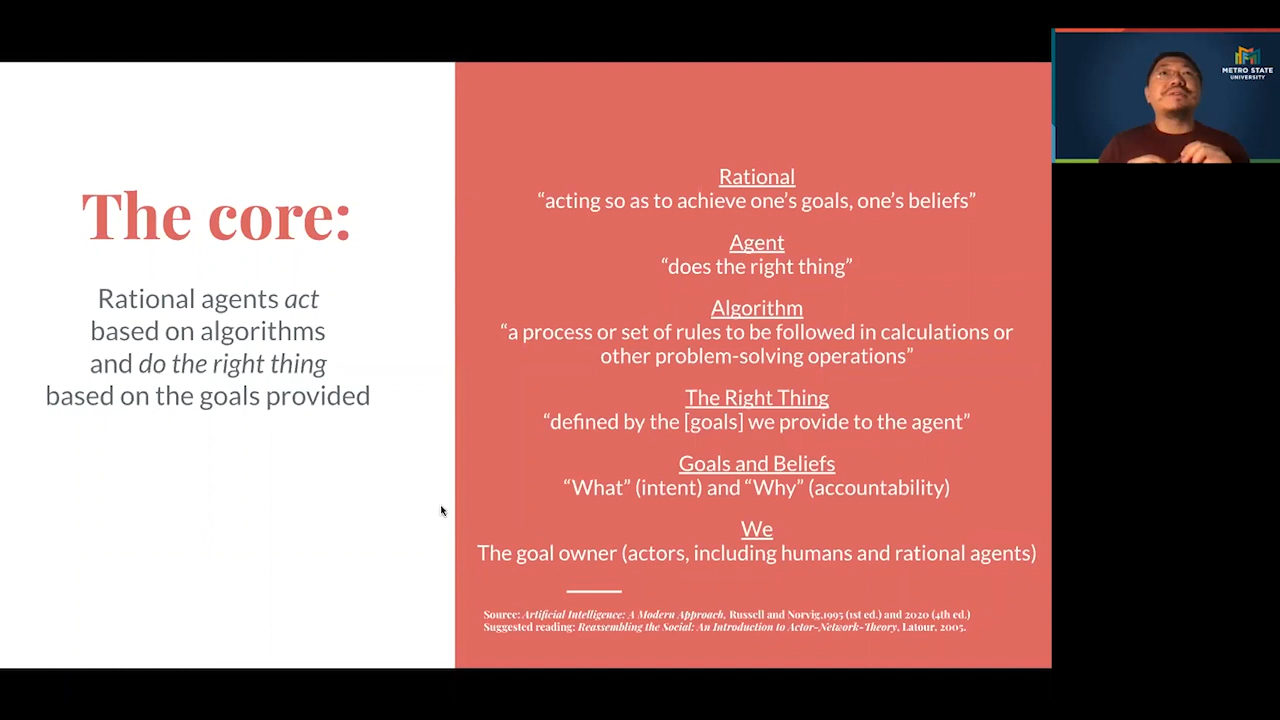 The core:
Rational agents act
based on algorithms
and do the right thing
based on the goals provided
Rational
“acting so as to achieve one’s goals, one’s beliefs”
Agent
“does the right thing”
Algorithm
“a process or set of rules to be followed in calculations or
other problem-solving operations”
The Right Thing
“defined by the [goals] we provide to the agent”
Goals and Beliefs
“What” (intent) and “Why” (accountability)
We
The goal owner (actors, including humans and rational agents)
Source: Artificial Intelligence: A Modern Approach, Russell and Norvig,1995 (1st ed.) and 2020 (4th ed.)
Suggested reading: Reassembling the Social: An Introduction to Actor-Network-Theory, Latour, 2005.
METRO STATE
UNIVERSITY